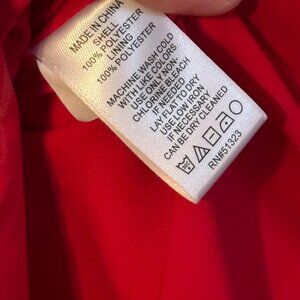 MADE IN CHINA
SHELL
100% POLYESTER
LINING
100% POLYESTER
MACHINE WASH COLD
WITH LIKE COLORS
USE ONLY NON-
CHLORINE BLEACH
LAY FLAT TO DRY
USE LOW IRON
IF NECESSARY
CAN BE DRY CLEANED
IF NECESSARY
RN#51323